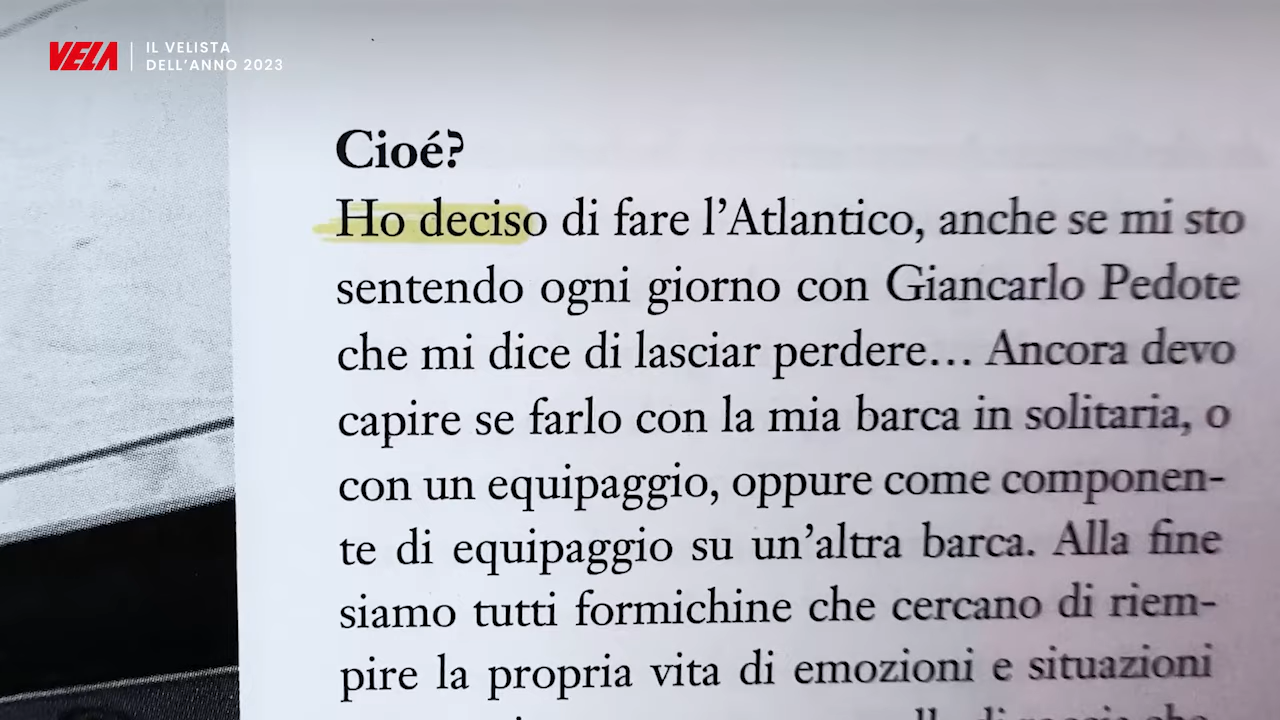 VELA
IL VELISTA
DELL'ANNO 2023
Cioé?
Ho deciso di fare l’Atlantico, anche se mi sto
sentendo ogni giorno con Giancarlo Pedote
che mi dice di lasciar perdere… Ancora devo
capire se farlo con la mia barca in solitaria, o
con un equipaggio, oppure come componen-
te di equipaggio su un’altra barca. Alla fine
siamo tutti formichine che cercano di riem-
pire la propria vita di emozioni e situazioni